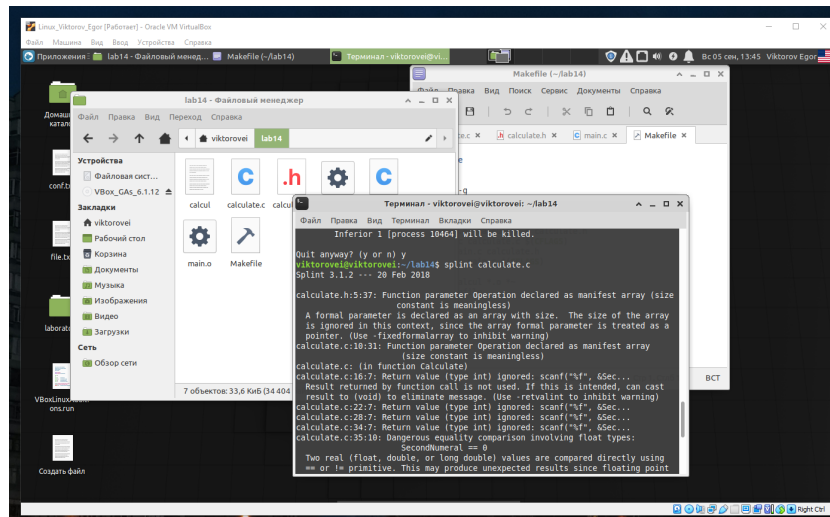 Linux_Viktorov_Egor [Работает] - Oracle VM VirtualBox
Файл Машина Вид Ввод Устройства Справка
Приложения lab14 - Файловый менед... Makefile (~/lab14) Терминал - viktorovei@vi... Вс 05 сен, 13:45 Viktorov Egor
Makefile (~/lab14)
Файл Правка Вид Поиск Сервис Документы Справка
calculate.h main.c Makefile
-g
ВСТ
lab14 - Файловый менеджер
Файл Правка Вид Переход Справка
viktorovei lab14
Устройства
Файловая сист...
VBox_GAs_6.1.12
Закладки
viktorovei
Рабочий стол
Корзина
Документы
Музыка
Изображения
Видео
Загрузки
Сеть
Обзор сети
calcul calculate.c
main.o Makefile
7 объектов: 33,6 КиБ (34 404
Терминал - viktorovei@viktorovei: ~/lab14
Файл Правка Вид Терминал Вкладки Справка
Inferior 1 [process 10464] will be killed.
Quit anyway? (y or n) y
viktorovei@viktorovei:~/lab14$ splint calculate.c
Splint 3.1.2 --- 20 Feb 2018
calculate.h:5:37: Function parameter Operation declared as manifest array (size
constant is meaningless)
A formal parameter is declared as an array with size. The size of the array
is ignored in this context, since the array formal parameter is treated as a
pointer. (Use -fixedformalarray to inhibit warning)
calculate.c:10:31: Function parameter Operation declared as manifest array
(size constant is meaningless)
calculate.c: (in function Calculate)
calculate.c:16:7: Return value (type int) ignored: scanf("%f", &Sec...
Result returned by function call is not used. If this is intended, can cast
result to (void) to eliminate message. (Use -retvalint to inhibit warning)
calculate.c:22:7: Return value (type int) ignored: scanf("%f", &Sec...
calculate.c:28:7: Return value (type int) ignored: scanf("%f", &Sec...
calculate.c:34:7: Return value (type int) ignored: scanf("%f", &Sec...
calculate.c:35:10: Dangerous equality comparison involving float types:
SecondNumeral == 0
Two real (float, double, or long double) values are compared directly using
== or != primitive. This may produce unexpected results since floating point
Создать файл
Right Ctrl